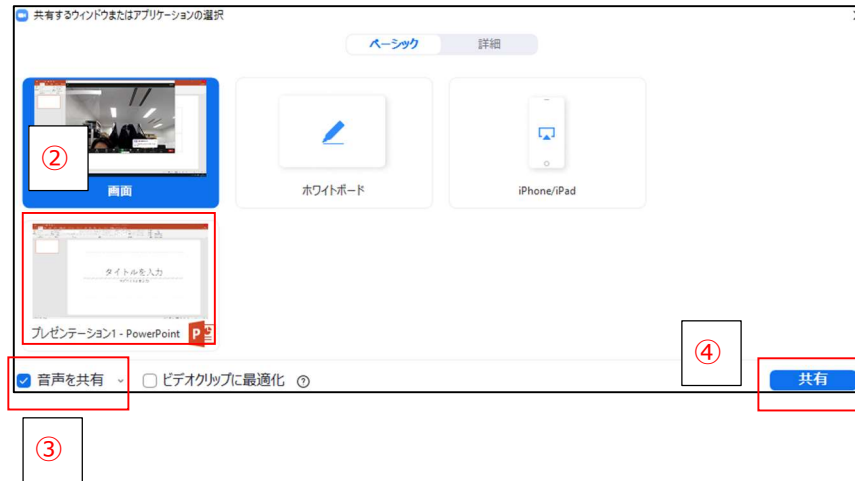 共有するウィンドウまたはアプリケーションの選択
ベーシック 詳細
②
画面
ホワイトボード
iPhone/iPad
タイトルを入力
プレゼンテーション1 - PowerPoint
④
音声を共有
ビデオクリップに最適化
共有
③